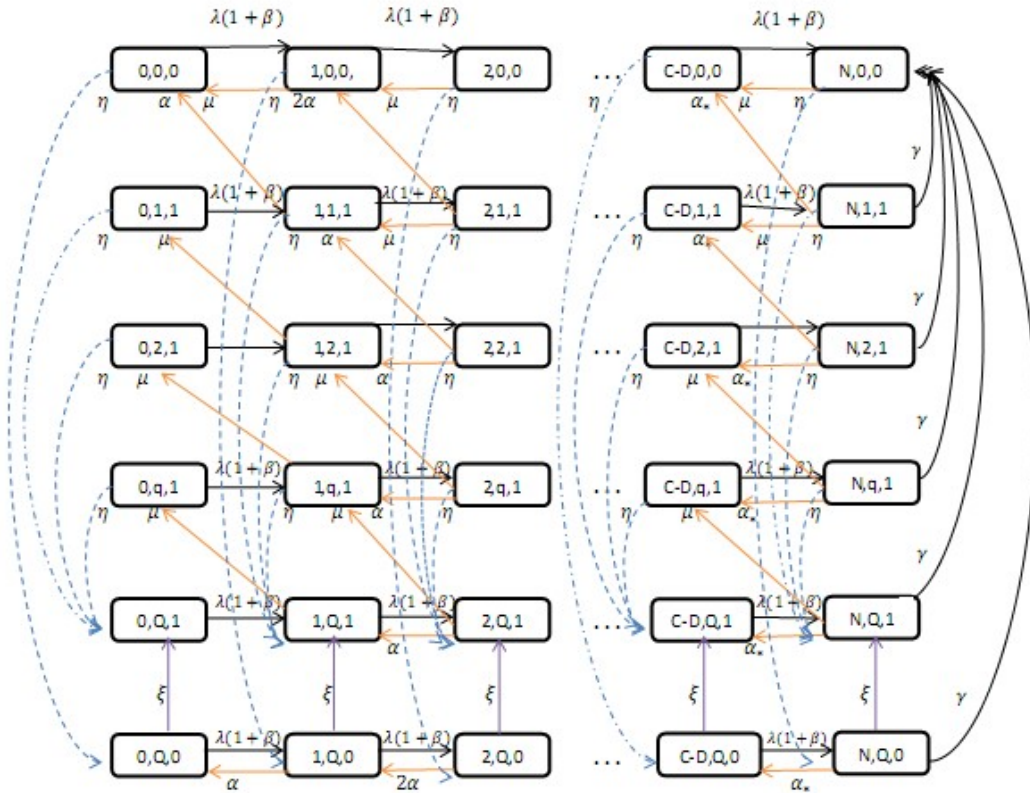 λ(1 + β) λ(1 + β) λ(1 + β)
0,0,0 1,0,0, 2,0,0 ... C-D,0,0 N,0,0
η α μ η 2α μ η η α* μ η
γ
λ(1 + β) λ(1 + β) λ(1 + β)
0,1,1 1,1,1 2,1,1 ... C-D,1,1 N,1,1
η μ η α μ η η α* μ η
γ
0,2,1 1,2,1 2,2,1 ... C-D,2,1 N,2,1
η μ η μ α η η μ α* η
γ
λ(1 + β) λ(1 + β) λ(1 + β)
0,q,1 1,q,1 2,q,1 ... C-D,q,1 N,q,1
η μ η μ α η η μ α* η
γ
λ(1 + β) λ(1 + β) λ(1 + β)
0,Q,1 1,Q,1 2,Q,1 ... C-D,Q,1 N,Q,1
α α*
ξ ξ ξ ξ ξ γ
λ(1 + β) λ(1 + β) λ(1 + β)
0,Q,0 1,Q,0 2,Q,0 ... C-D,Q,0 N,Q,0
α 2α α*